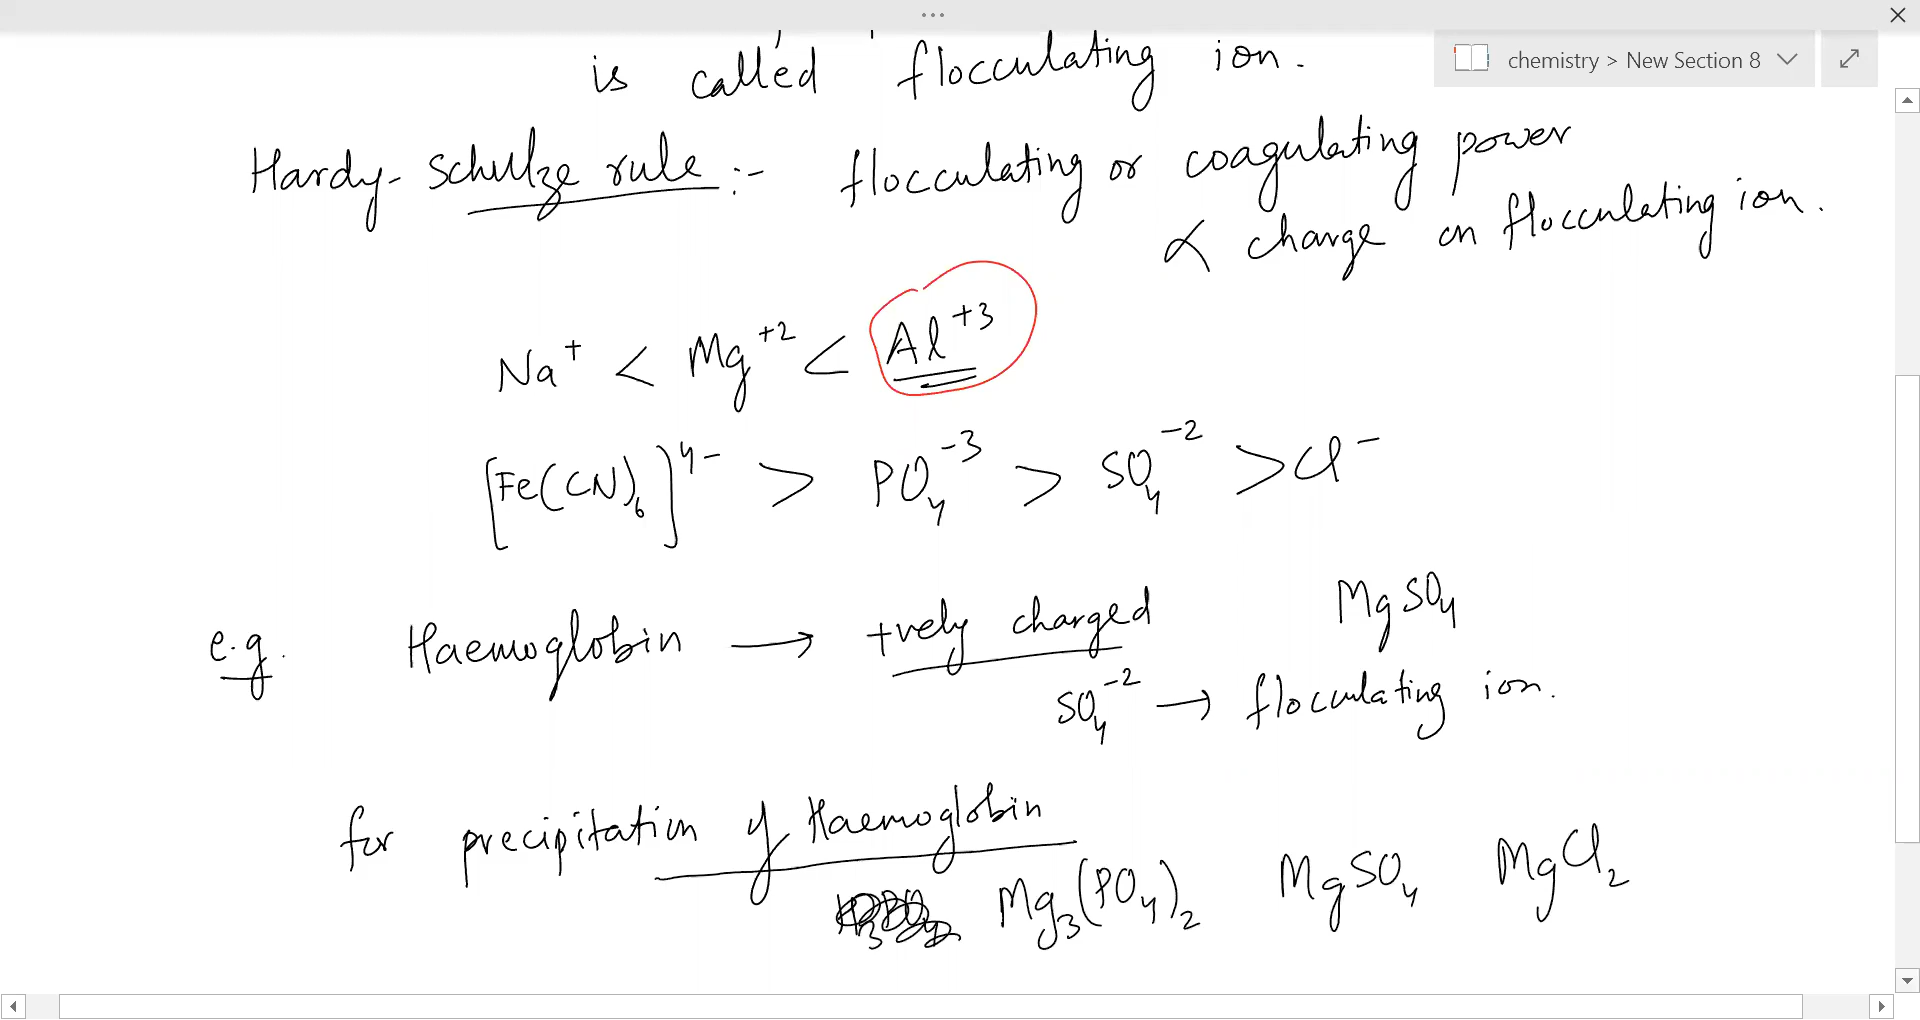 ...
chemistry > New Section 8
is called flocculating ion.
Hardy-Schulze rule :- flocculating or coagulating power
∝ charge on flocculating ion.
Na⁺ < Mg⁺² < Al⁺³
[Fe(CN)₆]⁴⁻ > PO₄⁻³ > SO₄⁻² > Cl⁻
e.g. Haemoglobin → +vely charged MgSO₄
SO₄⁻² → flocculating ion.
for precipitation of Haemoglobin
Mg₃(PO₄)₂ MgSO₄ MgCl₂